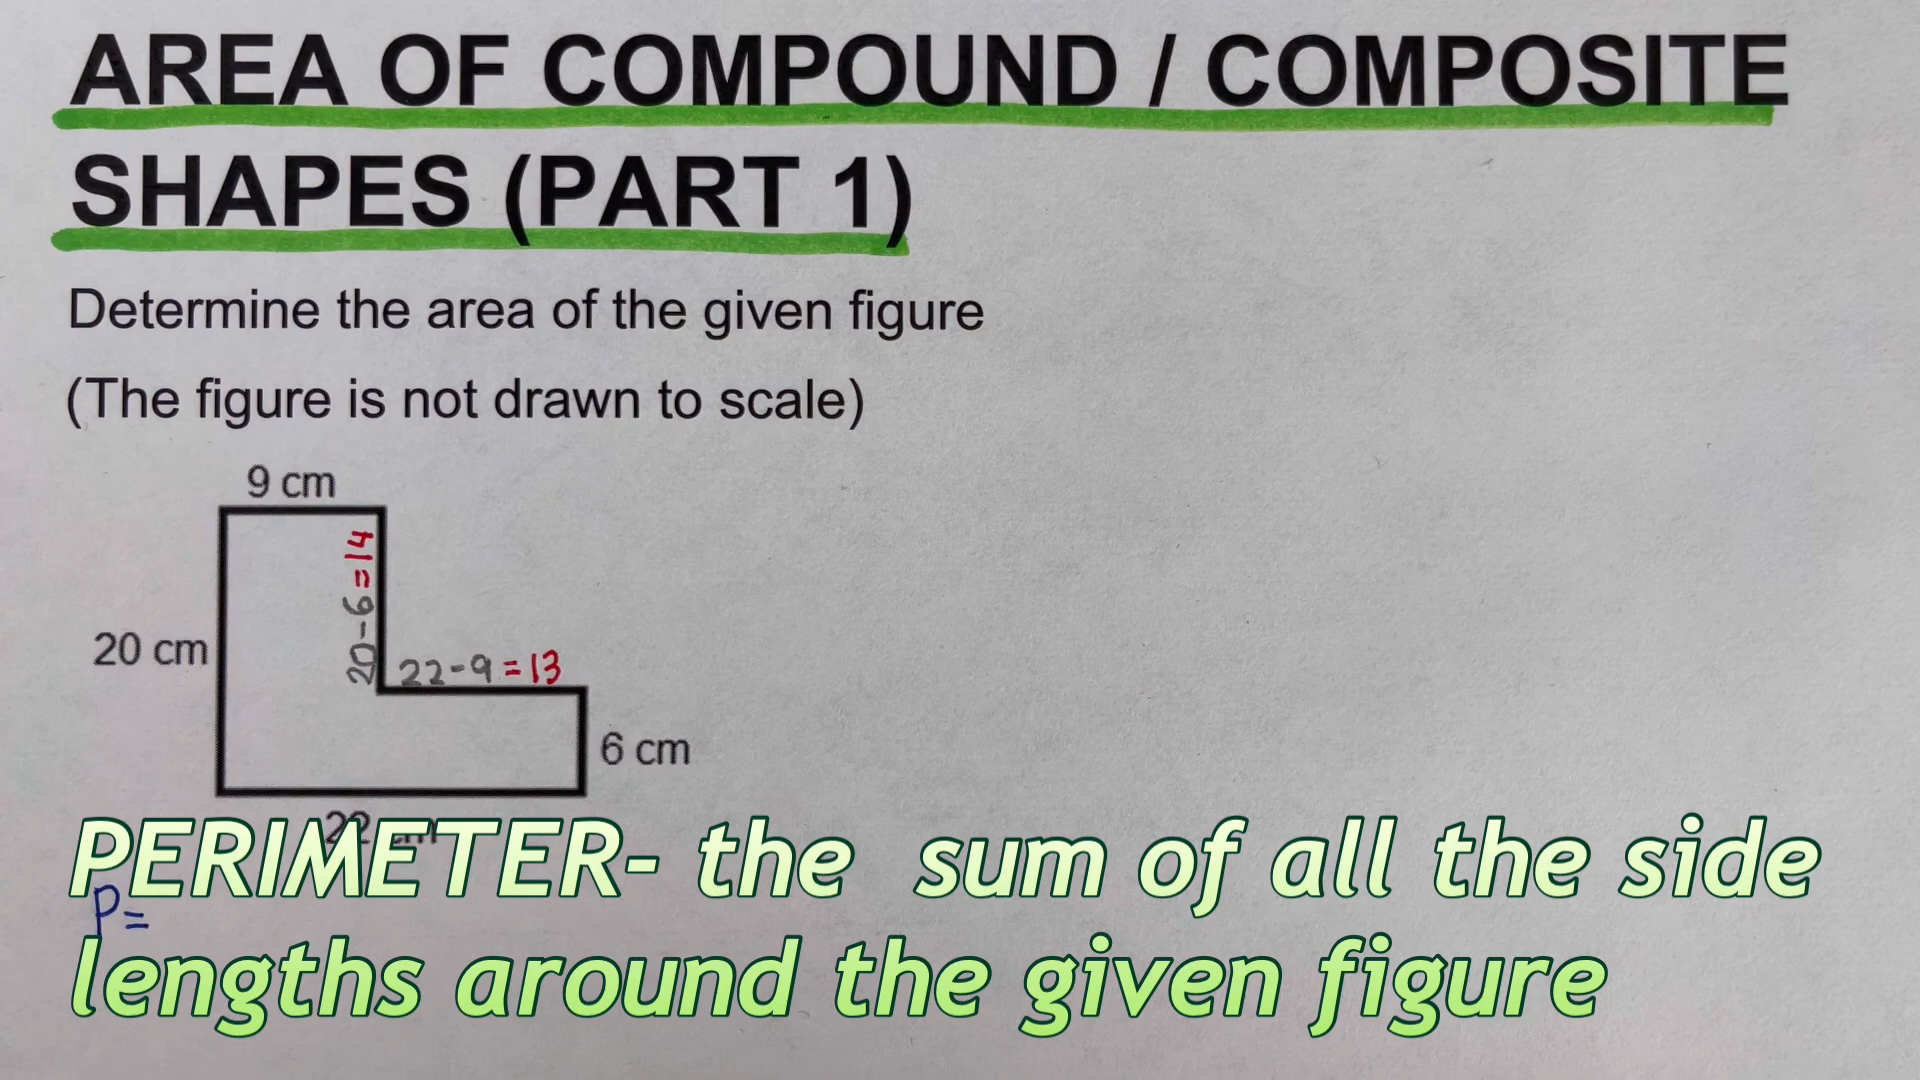 AREA OF COMPOUND / COMPOSITE
SHAPES (PART 1)
Determine the area of the given figure
(The figure is not drawn to scale)
9 cm
20-6=14
20 cm
22-9=13
6 cm
22 cm
PERIMETER- the sum of all the side
P=
lengths around the given figure